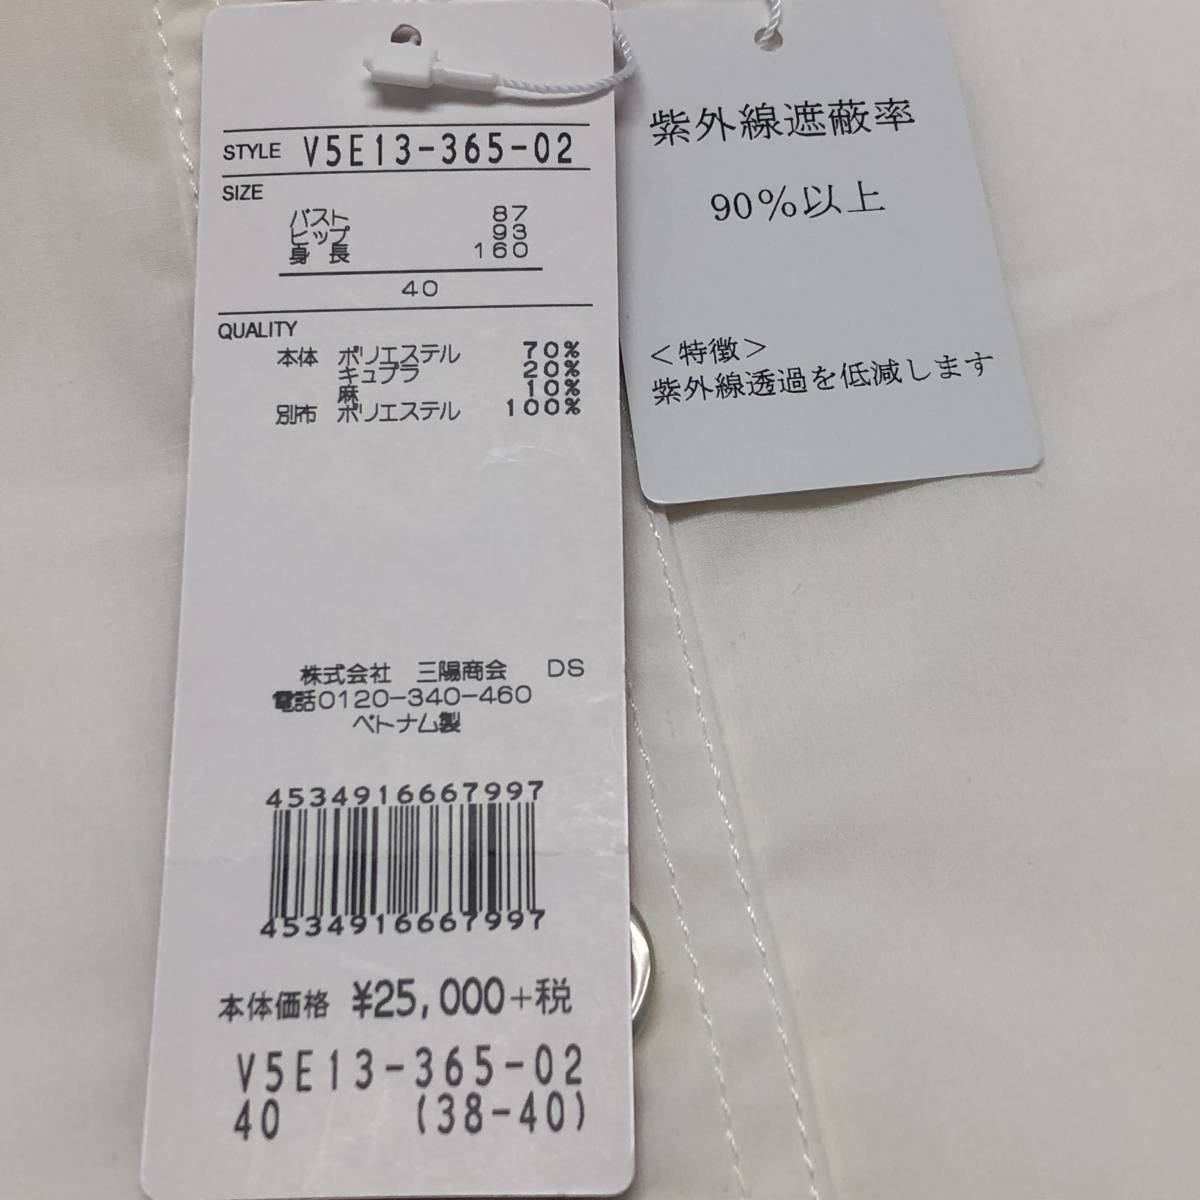 STYLE V5E13-365-02
SIZE
バスト 87
ヒップ 93
身長 160
40
QUALITY
本体 ポリエステル 70%
キュプラ 20%
麻 10%
別布 ポリエステル 100%
株式会社 三陽商会 DS
電話0120-340-460
ベトナム製
4534916667997
4534916667997
本体価格 ¥25,000+税
V5E13-365-02
40 (38-40)
紫外線遮蔽率
90%以上
<特徴>
紫外線透過を低減します